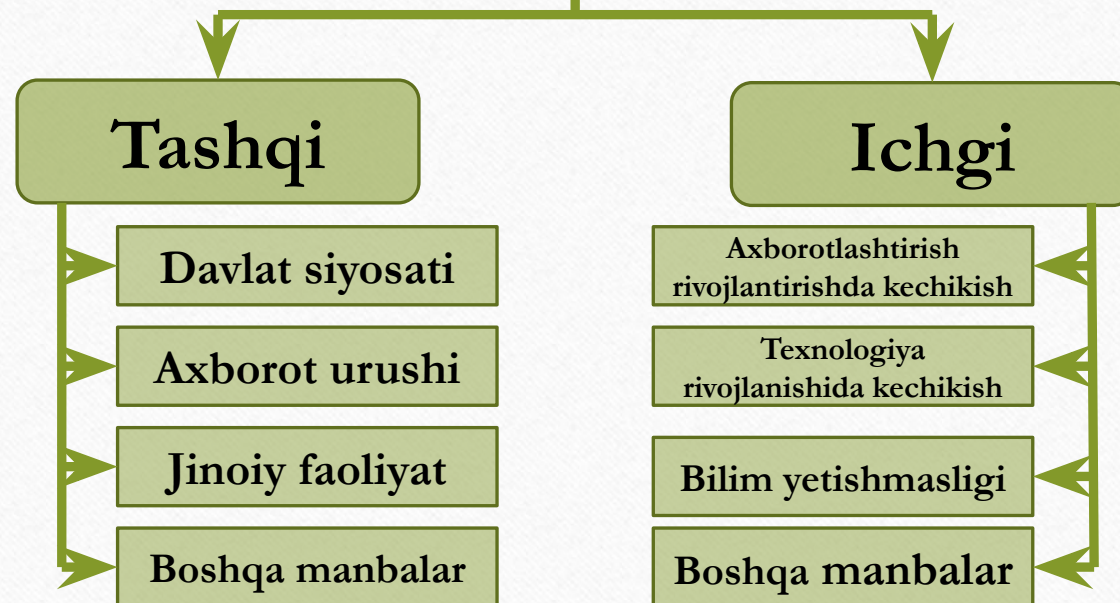 Tashqi
Davlat siyosati
Axborot urushi
Jinoiy faoliyat
Boshqa manbalar
Ichgi
Axborotlashtirish
rivojlantirishda kechikish
Texnologiya
rivojlanishida kechikish
Bilim yetishmasligi
Boshqa manbalar